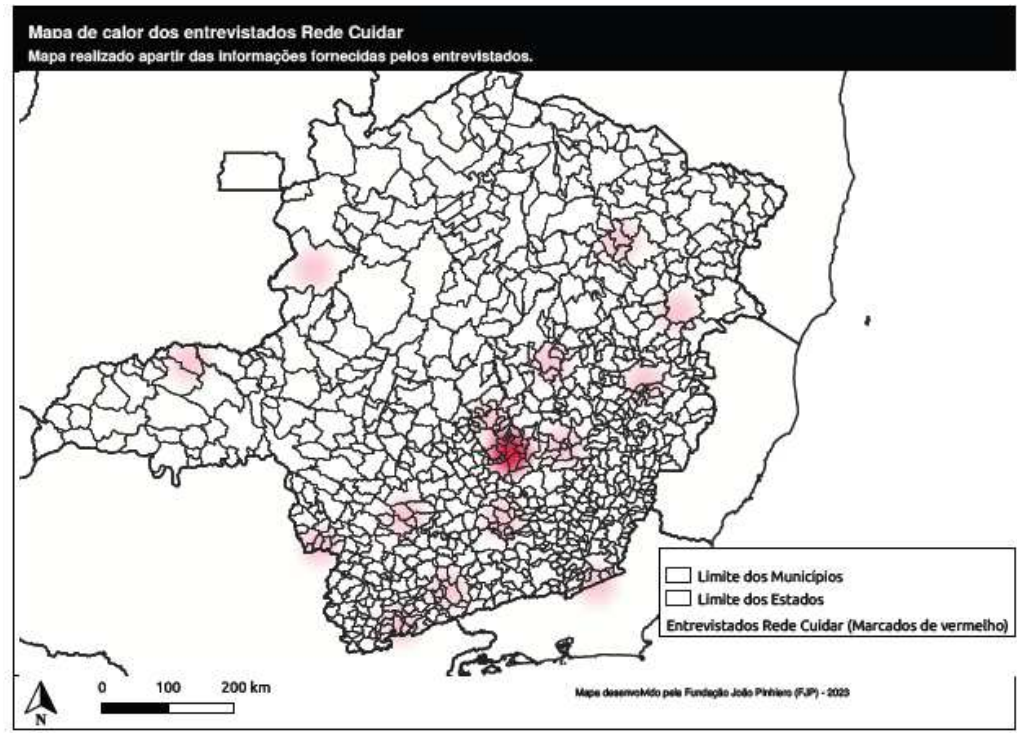 Mapa de calor dos entrevistados Rede Cuidar
Mapa realizado apartir das informações fornecidas pelos entrevistados.
Limite dos Municípios
Limite dos Estados
Entrevistados Rede Cuidar (Marcados de vermelho)
0 100 200 km
N
Mapa desenvolvido pela Fundação João Pinhiero (FJP) - 2023